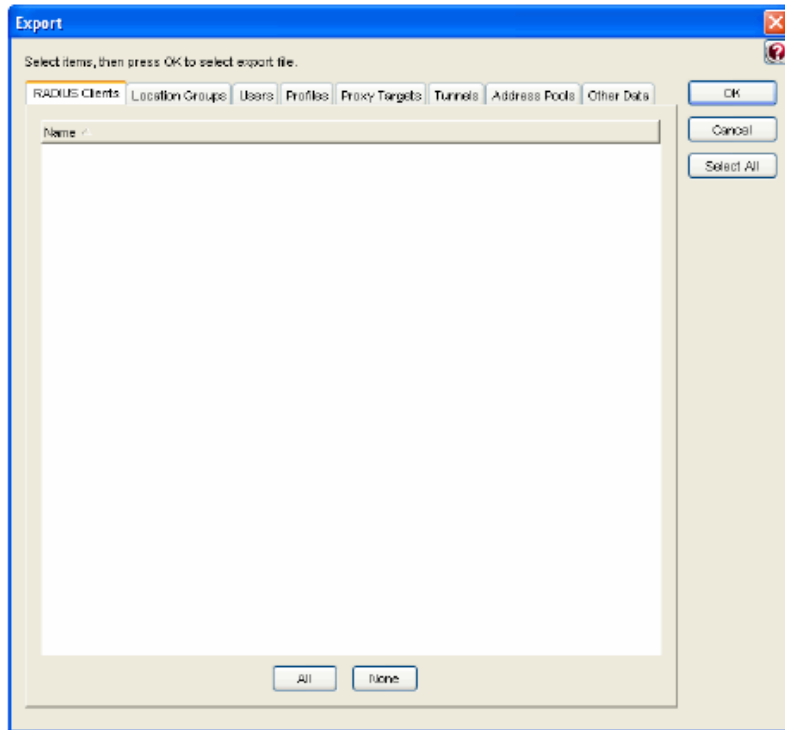 Export
Select items, then press OK to select export file.
RADIUS Clients Location Groups Users Profiles Proxy Targets Tunnels Address Pools Other Data
OK
Cancel
Select All
Name
All None